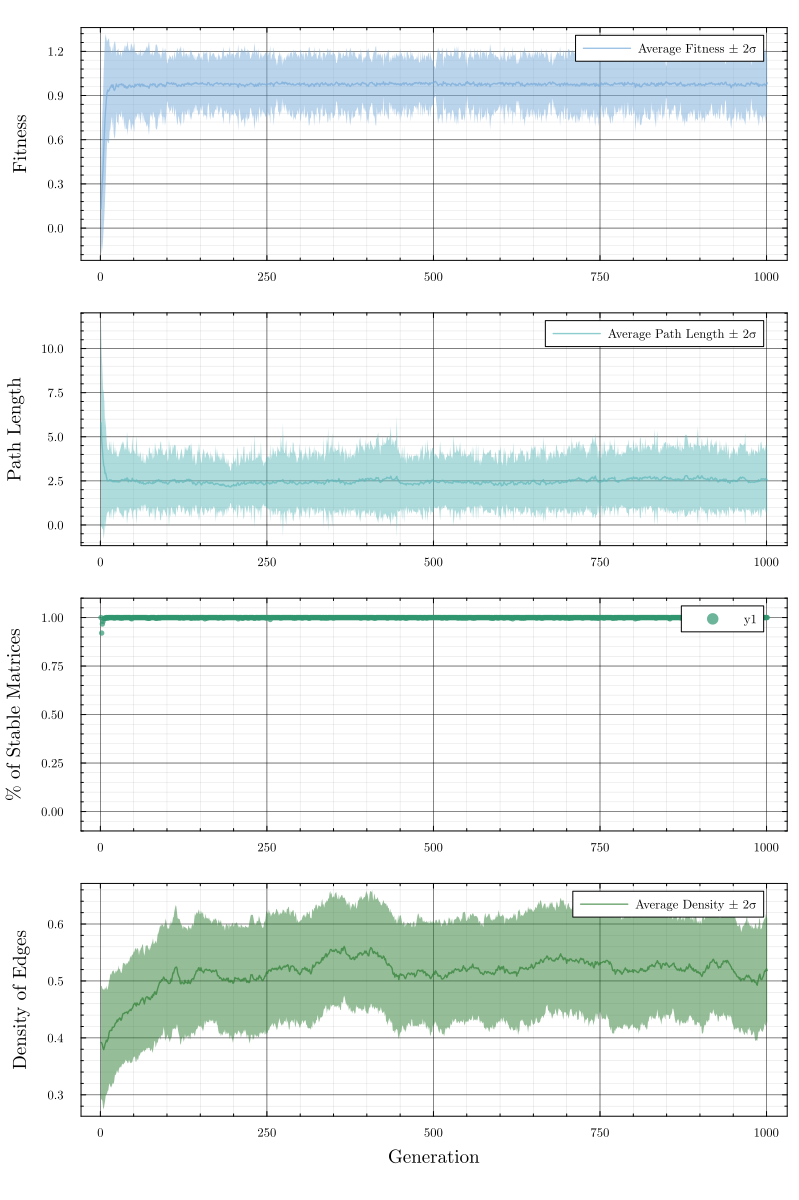 Average Fitness ± 2σ
1.2
0.9
0.6
0.3
0.0
Fitness
0 250 500 750 1000
Average Path Length ± 2σ
10.0
7.5
5.0
2.5
0.0
Path Length
0 250 500 750 1000
y1
1.00
0.75
0.50
0.25
0.00
% of Stable Matrices
0 250 500 750 1000
Average Density ± 2σ
0.6
0.5
0.4
0.3
Density of Edges
0 250 500 750 1000
Generation